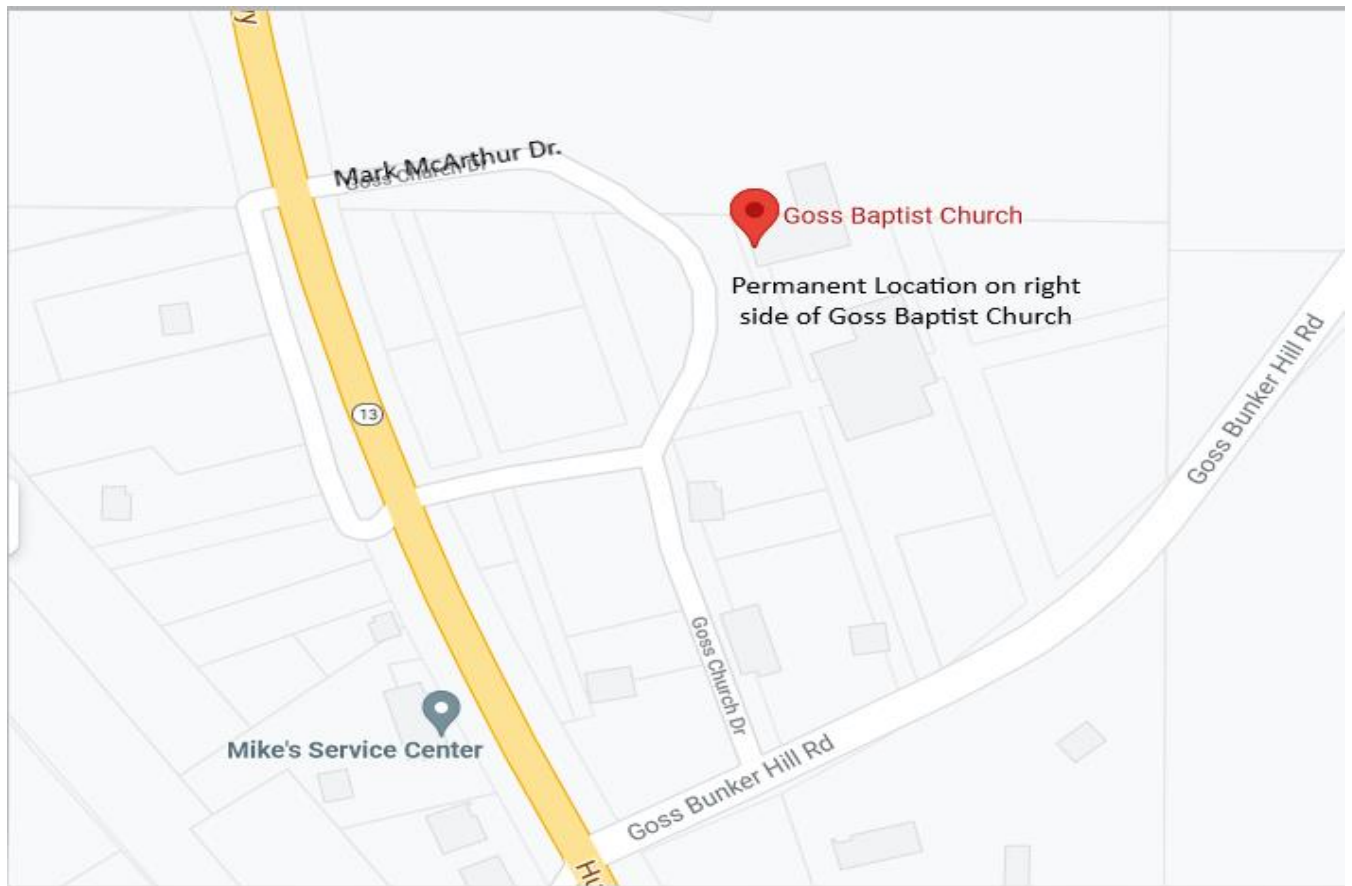 Mark McArthur Dr.
Goss Church Dr
Goss Baptist Church
Permanent Location on right
side of Goss Baptist Church
13
Goss Bunker Hill Rd
Goss Church Dr
Mike's Service Center
Goss Bunker Hill Rd